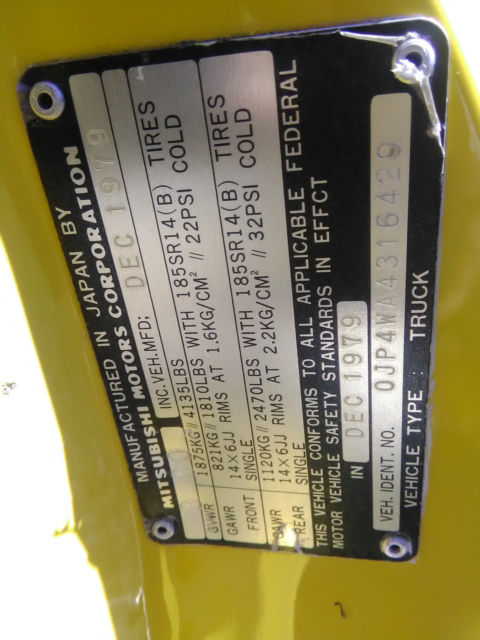 MANUFACTURED IN JAPAN BY
MITSUBISHI MOTORS CORPORATION
INC.VEH.MFD: DEC 1979
GVWR 1875KG // 4135LBS
GAWR FRONT 821KG // 1810LBS WITH 185SR14(B) TIRES
14×6JJ RIMS AT 1.6KG/CM² // 22PSI COLD
SINGLE
GAWR REAR 1120KG // 2470LBS WITH 185SR14(B) TIRES
14×6JJ RIMS AT 2.2KG/CM² // 32PSI COLD
SINGLE
THIS VEHICLE CONFORMS TO ALL APPLICABLE FEDERAL
MOTOR VEHICLE SAFETY STANDARDS IN EFFCT
IN DEC 1979
VEH. IDENT. NO. 0JP4WA4316429
VEHICLE TYPE : TRUCK